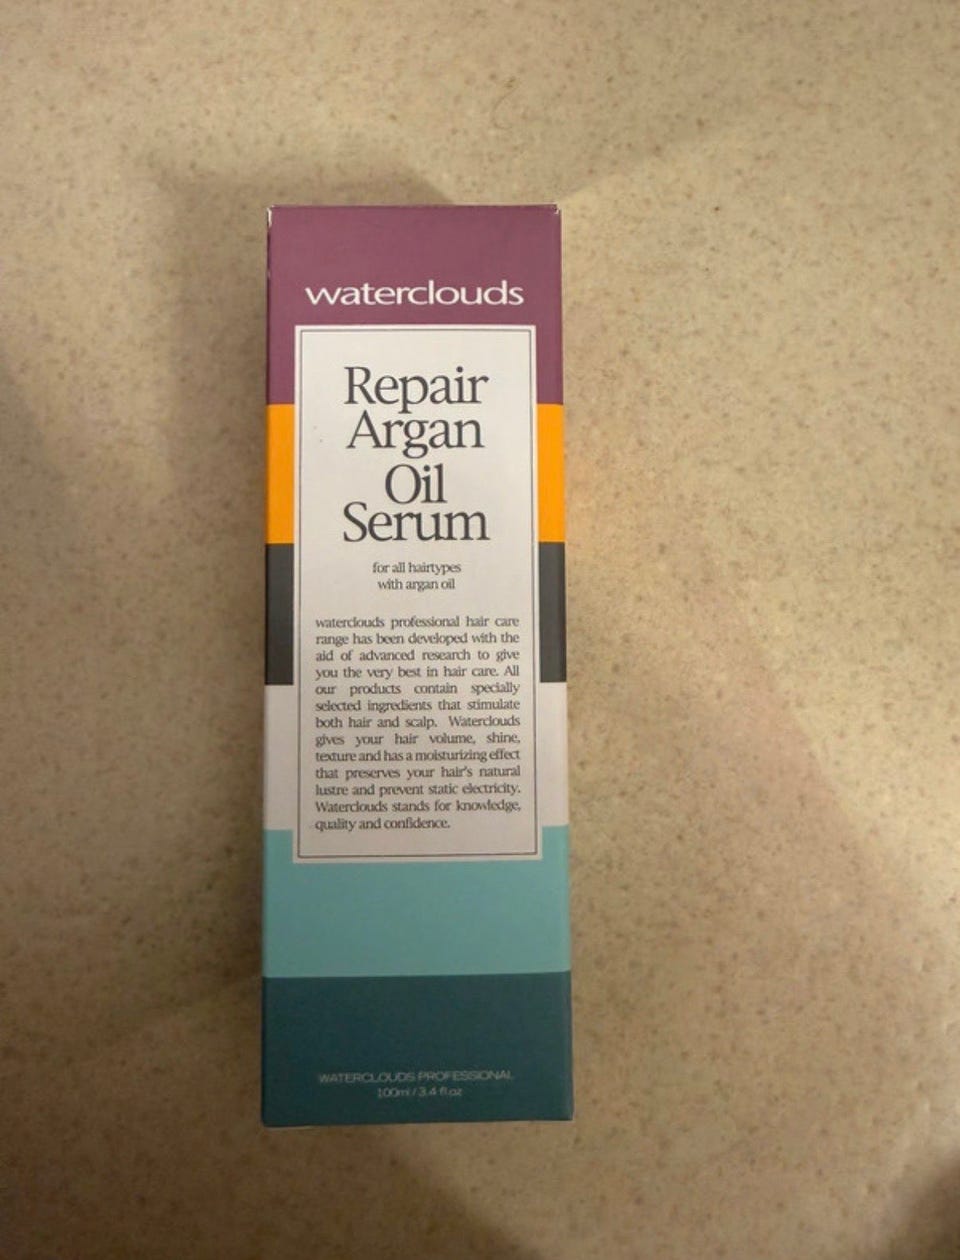 waterclouds
Repair
Argan
Oil
Serum
for all hairtypes
with argan oil
waterclouds professional hair care
range has been developed with the
aid of advanced research to give
you the very best in hair care. All
our products contain specially
selected ingredients that stimulate
both hair and scalp. Waterclouds
gives your hair volume, shine,
texture and has a moisturizing effect
that preserves your hair's natural
lustre and prevent static electricity.
Waterclouds stands for knowledge,
quality and confidence.
WATERCLOUDS PROFESSIONAL
100ml / 3.4 fl.oz